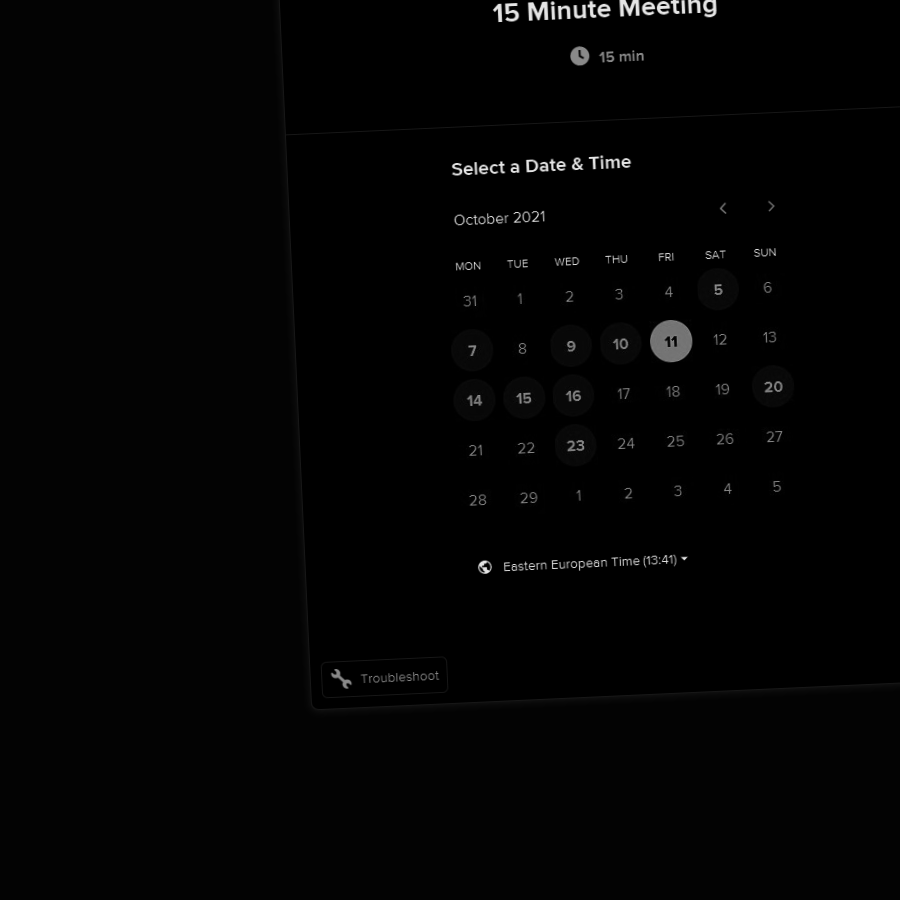 15 Minute Meeting
15 min
Select a Date & Time
October 2021
MON TUE WED THU FRI SAT SUN
31 1 2 3 4 5 6
7 8 9 10 11 12 13
14 15 16 17 18 19 20
21 22 23 24 25 26 27
28 29 1 2 3 4 5
Eastern European Time (13:41)
Troubleshoot